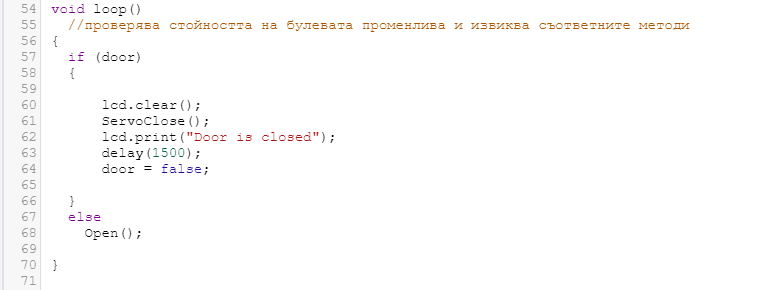 54 void loop()
55   //проверява стойността на булевата променлива и извиква съответните методи
56 {
57   if (door)
58   {
59
60       lcd.clear();
61       ServoClose();
62       lcd.print("Door is closed");
63       delay(1500);
64       door = false;
65
66   }
67   else
68     Open();
69
70 }
71